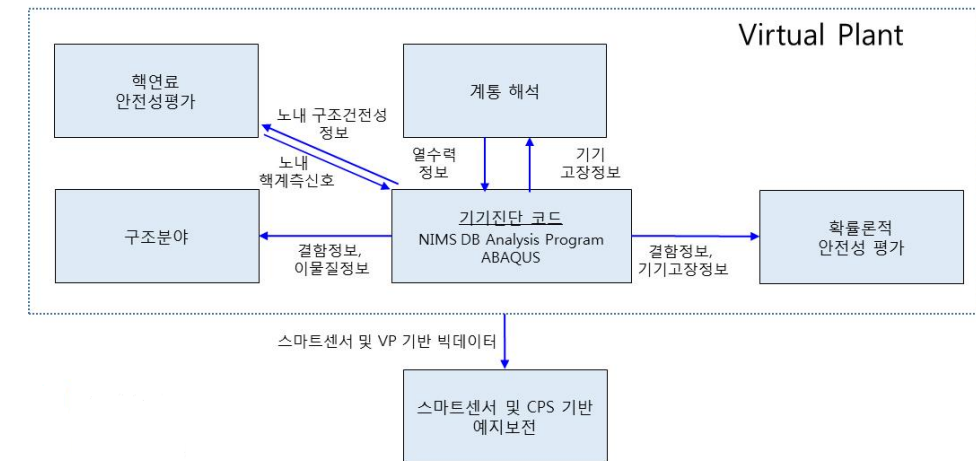 Virtual Plant
핵연료
안전성평가
계통 해석
노내 구조건전성
정보
노내
핵계측신호
열수력
정보
기기
고장정보
구조분야
기기진단 코드
NIMS DB Analysis Program
ABAQUS
확률론적
안전성 평가
결함정보,
이물질정보
결함정보,
기기고장정보
스마트센서 및 VP 기반 빅데이터
스마트센서 및 CPS 기반
예지보전